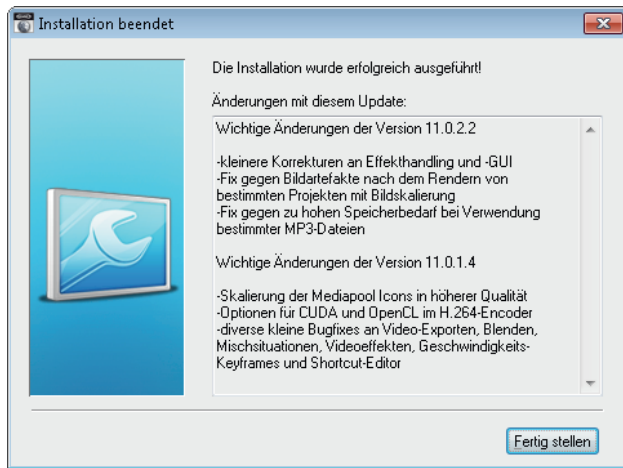 Installation beendet
Die Installation wurde erfolgreich ausgeführt!
Änderungen mit diesem Update:
Wichtige Änderungen der Version 11.0.2.2
-kleinere Korrekturen an Effekthandling und -GUI
-Fix gegen Bildartefakte nach dem Rendern von
bestimmten Projekten mit Bildskalierung
-Fix gegen zu hohen Speicherbedarf bei Verwendung
bestimmter MP3-Dateien
Wichtige Änderungen der Version 11.0.1.4
-Skalierung der Mediapool Icons in höherer Qualität
-Optionen für CUDA und OpenCL im H.264-Encoder
-diverse kleine Bugfixes an Video-Exporten, Blenden,
Mischsituationen, Videoeffekten, Geschwindigkeits-
Keyframes und Shortcut-Editor
Fertig stellen